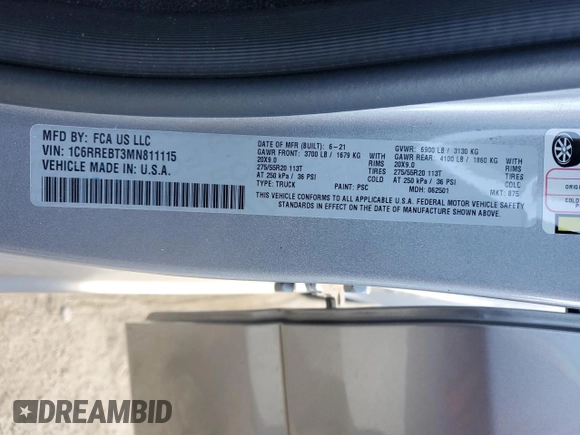 MFD BY: FCA US LLC
VIN: 1C6RREBT3MN811115
VEHICLE MADE IN: U.S.A.
DATE OF MFR (BUILT): 6-21
GVWR: 6900 LB / 3130 KG
GAWR FRONT: 3700 LB / 1679 KG WITH
20X9.0 RIMS
275/55R20 113T TIRES
AT 250 kPa / 36 PSI COLD
GAWR REAR: 4100 LB / 1860 KG WITH
20X9.0 RIMS
275/55R20 113T TIRES
AT 250 kPa / 36 PSI COLD
TYPE: TRUCK PAINT: PSC MDH: 062501 MKT: 875
THIS VEHICLE CONFORMS TO ALL APPLICABLE U.S.A. FEDERAL MOTOR VEHICLE SAFETY
STANDARDS IN EFFECT ON THE DATE OF MANUFACTURE SHOWN ABOVE.
ORIG
COLD
DREAMBID